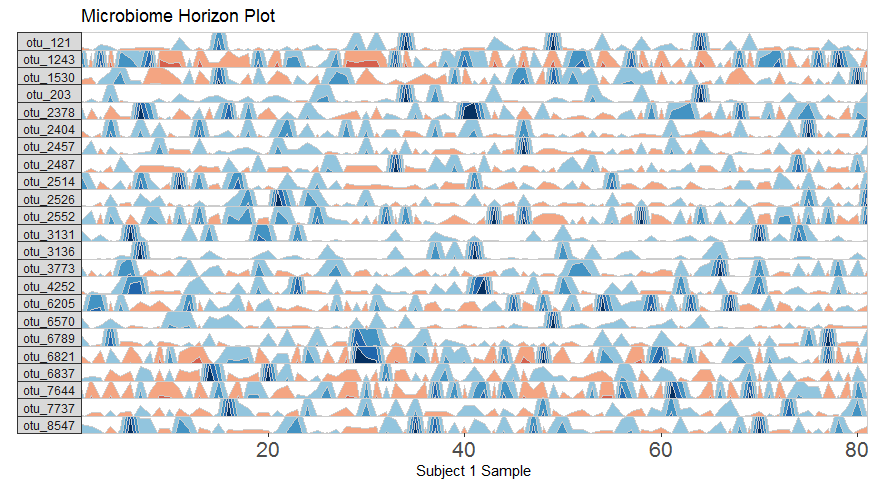 Microbiome Horizon Plot
otu_121
otu_1243
otu_1530
otu_203
otu_2378
otu_2404
otu_2457
otu_2487
otu_2514
otu_2526
otu_2552
otu_3131
otu_3136
otu_3773
otu_4252
otu_6205
otu_6570
otu_6789
otu_6821
otu_6837
otu_7644
otu_7737
otu_8547
20 40 60 80
Subject 1 Sample